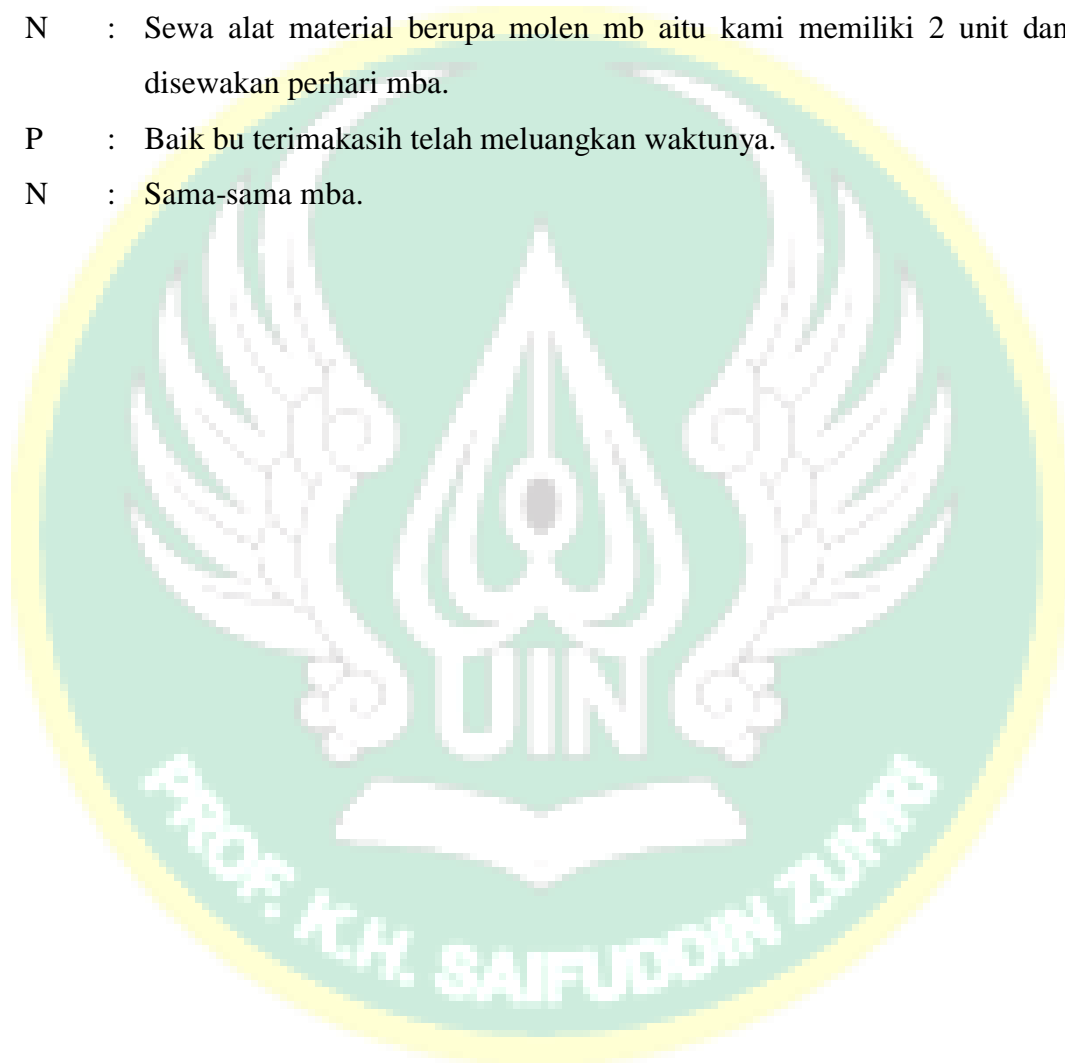 N : Sewa alat material berupa molen mb aitu kami memiliki 2 unit dan
disewakan perhari mba.
P : Baik bu terimakasih telah meluangkan waktunya.
N : Sama-sama mba.
UIN
PROF. K.H. SAIFUDDIN ZUHRI